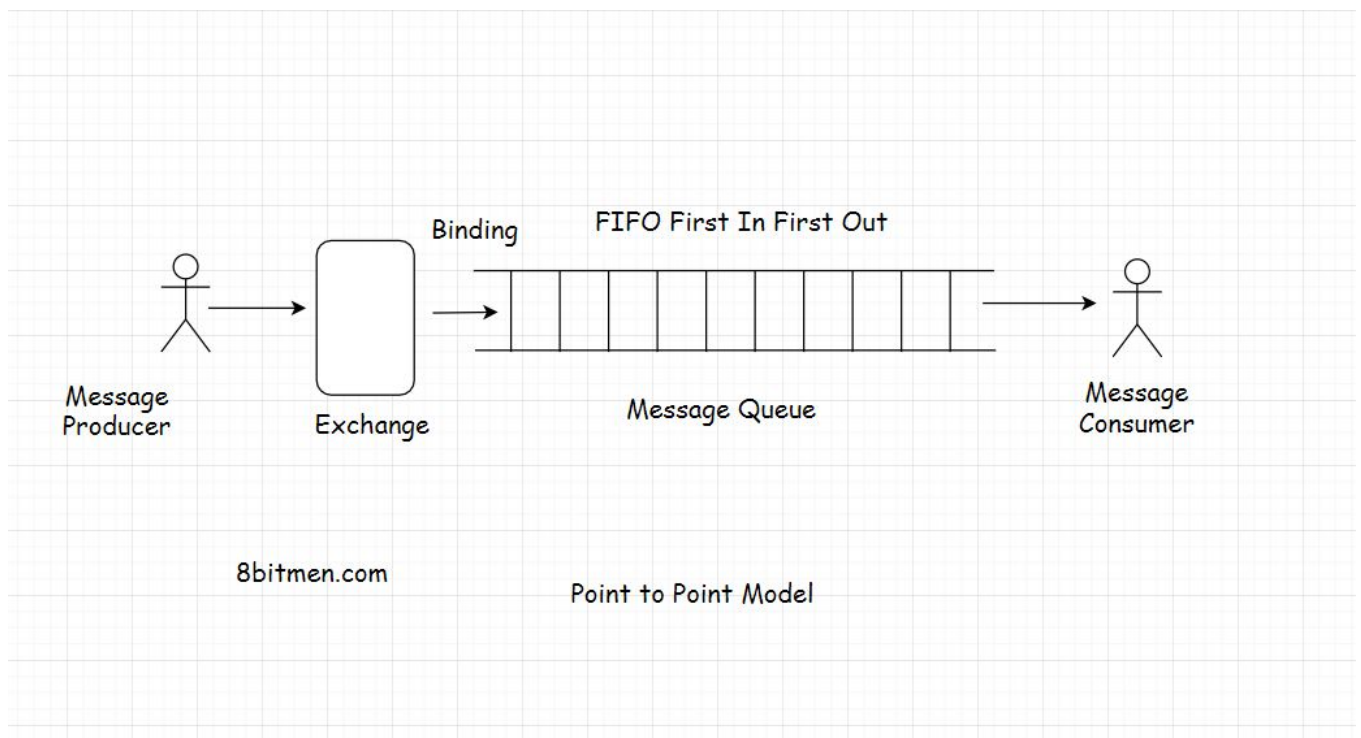 Binding
FIFO First In First Out
Message
Producer
Exchange
Message Queue
Message
Consumer
8bitmen.com
Point to Point Model